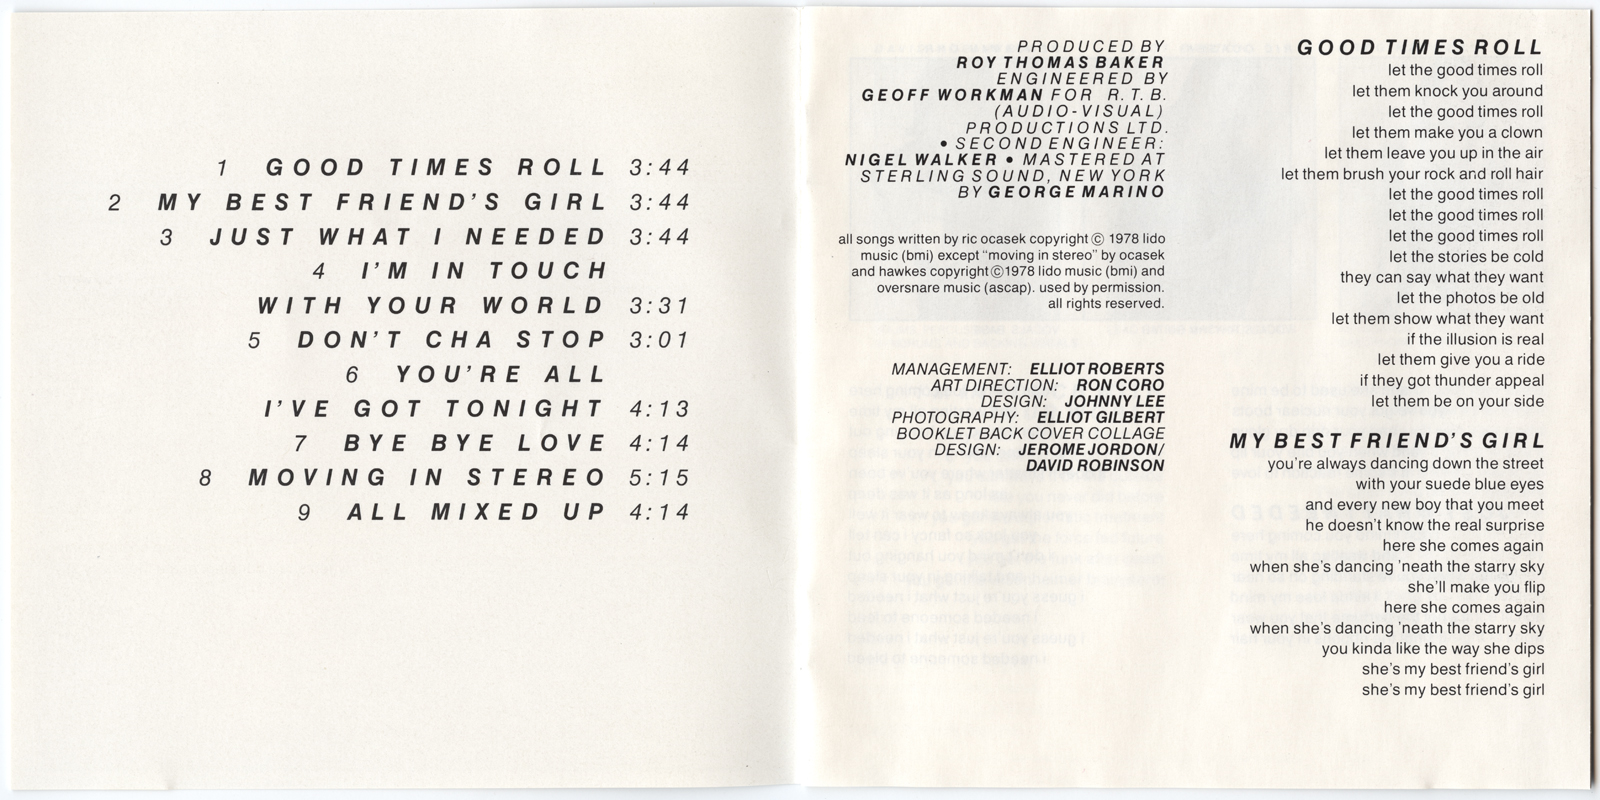 1 GOOD TIMES ROLL 3:44
2 MY BEST FRIEND'S GIRL 3:44
3 JUST WHAT I NEEDED 3:44
4 I'M IN TOUCH
WITH YOUR WORLD 3:31
5 DON'T CHA STOP 3:01
6 YOU'RE ALL
I'VE GOT TONIGHT 4:13
7 BYE BYE LOVE 4:14
8 MOVING IN STEREO 5:15
9 ALL MIXED UP 4:14
PRODUCED BY
ROY THOMAS BAKER
ENGINEERED BY
GEOFF WORKMAN FOR R.T.B.
(AUDIO-VISUAL)
PRODUCTIONS LTD.
• SECOND ENGINEER:
NIGEL WALKER • MASTERED AT
STERLING SOUND, NEW YORK
BY GEORGE MARINO
all songs written by ric ocasek copyright © 1978 lido
music (bmi) except "moving in stereo" by ocasek
and hawkes copyright ©1978 lido music (bmi) and
oversnare music (ascap). used by permission.
all rights reserved.
MANAGEMENT: ELLIOT ROBERTS
ART DIRECTION: RON CORO
DESIGN: JOHNNY LEE
PHOTOGRAPHY: ELLIOT GILBERT
BOOKLET BACK COVER COLLAGE
DESIGN: JEROME JORDON/
DAVID ROBINSON
GOOD TIMES ROLL
let the good times roll
let them knock you around
let the good times roll
let them make you a clown
let them leave you up in the air
let them brush your rock and roll hair
let the good times roll
let the good times roll
let the good times roll
let the stories be cold
they can say what they want
let the photos be old
let them show what they want
if the illusion is real
let them give you a ride
if they got thunder appeal
let them be on your side
MY BEST FRIEND'S GIRL
you're always dancing down the street
with your suede blue eyes
and every new boy that you meet
he doesn't know the real surprise
here she comes again
when she's dancing 'neath the starry sky
she'll make you flip
here she comes again
when she's dancing 'neath the starry sky
you kinda like the way she dips
she's my best friend's girl
she's my best friend's girl